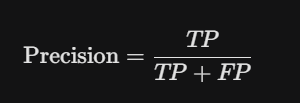 Precision = TP / (TP + FP)